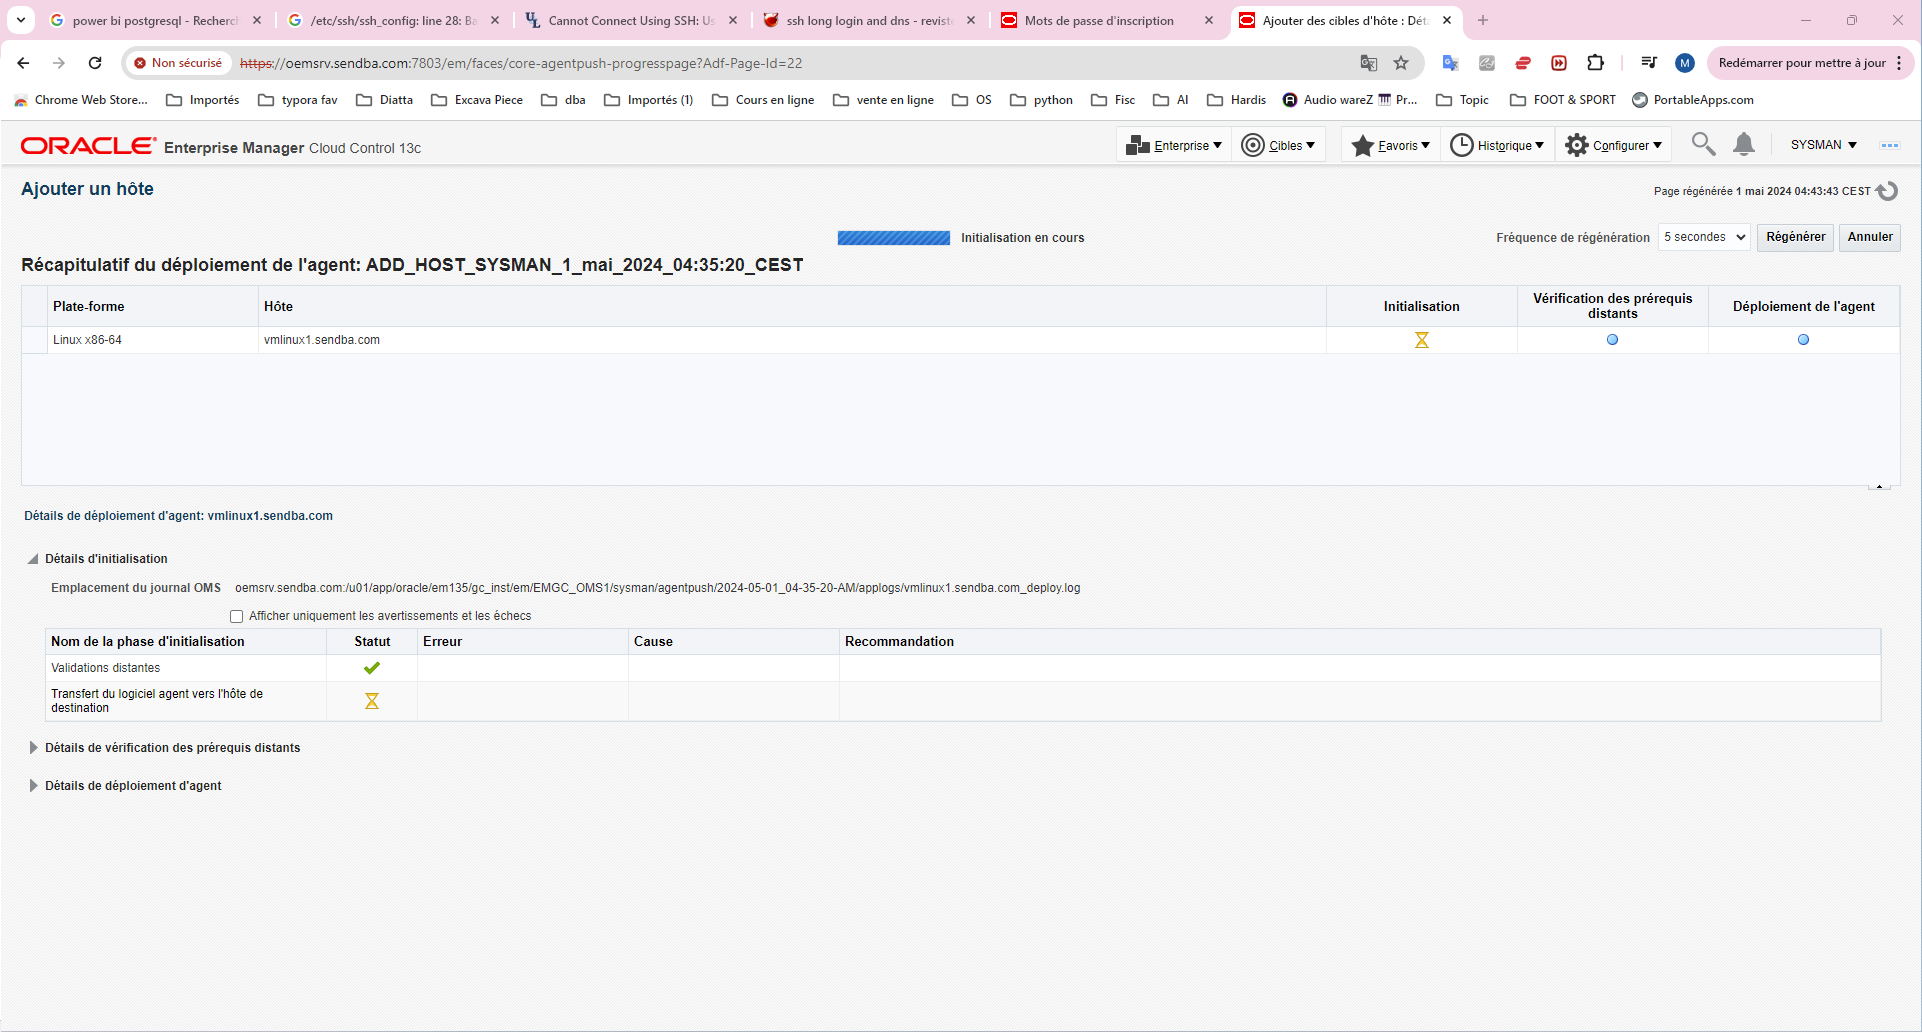 power bi postgresql - Recherch
/etc/ssh/ssh_config: line 28: Ba
Cannot Connect Using SSH: Us
ssh long login and dns - reviste
Mots de passe d'inscription
Ajouter des cibles d'hôte : Déta
Non sécurisé
https://oemsrv.sendba.com:7803/em/faces/core-agentpush-progresspage?Adf-Page-Id=22
M
Redémarrer pour mettre à jour
Chrome Web Store...
Importés
typora fav
Diatta
Excava Piece
dba
Importés (1)
Cours en ligne
vente en ligne
OS
python
Fisc
AI
Hardis
Audio wareZ
Pr...
Topic
FOOT & SPORT
PortableApps.com
ORACLE Enterprise Manager Cloud Control 13c
Enterprise
Cibles
Favoris
Historique
Configurer
SYSMAN
Ajouter un hôte
Page régénérée 1 mai 2024 04:43:43 CEST
Initialisation en cours
Fréquence de régénération
5 secondes
Régénérer
Annuler
Récapitulatif du déploiement de l'agent: ADD_HOST_SYSMAN_1_mai_2024_04:35:20_CEST
Plate-forme
Hôte
Initialisation
Vérification des prérequis
distants
Déploiement de l'agent
Linux x86-64
vmlinux1.sendba.com
Détails de déploiement d'agent: vmlinux1.sendba.com
Détails d'initialisation
Emplacement du journal OMS oemsrv.sendba.com:/u01/app/oracle/em135/gc_inst/em/EMGC_OMS1/sysman/agentpush/2024-05-01_04-35-20-AM/applogs/vmlinux1.sendba.com_deploy.log
Afficher uniquement les avertissements et les échecs
Nom de la phase d'initialisation
Statut
Erreur
Cause
Recommandation
Validations distantes
Transfert du logiciel agent vers l'hôte de
destination
Détails de vérification des prérequis distants
Détails de déploiement d'agent